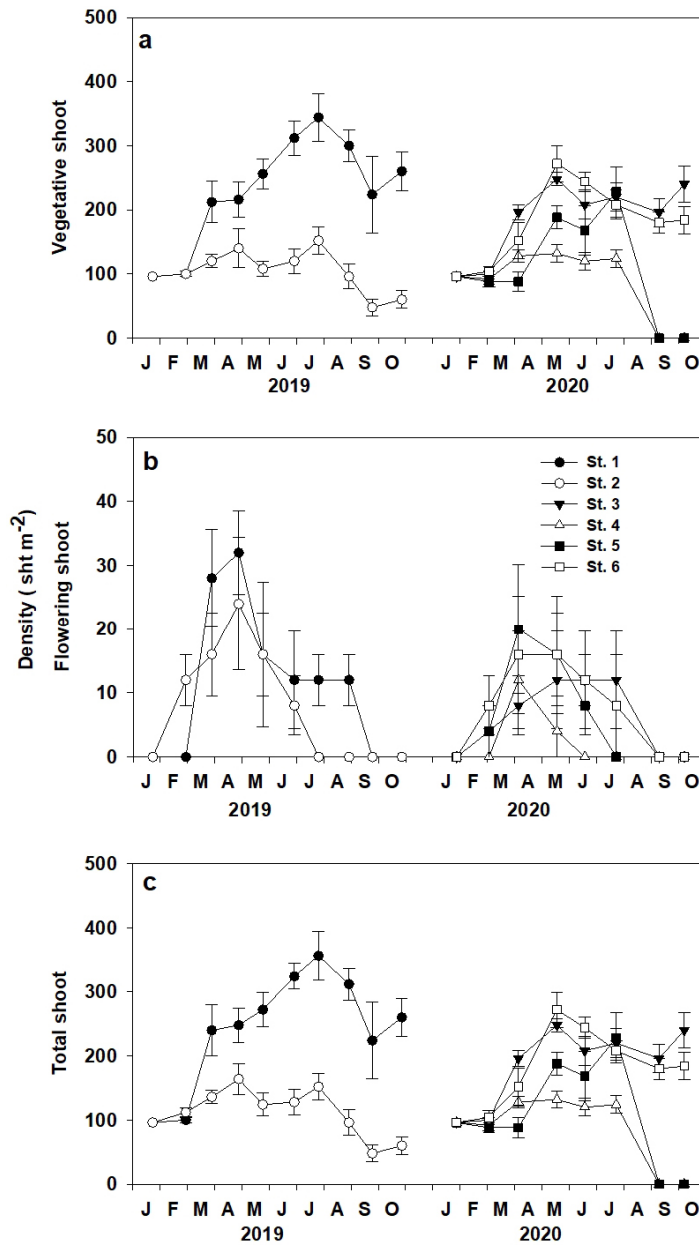 a
500
400
300
200
100
0
Vegetative shoot
J F M A M J J A S O J F M A M J J A S O
2019 2020
b
50
40
30
20
10
0
Density ( sht m-2)
Flowering shoot
St. 1
St. 2
St. 3
St. 4
St. 5
St. 6
J F M A M J J A S O J F M A M J J A S O
2019 2020
c
500
400
300
200
100
0
Total shoot
J F M A M J J A S O J F M A M J J A S O
2019 2020